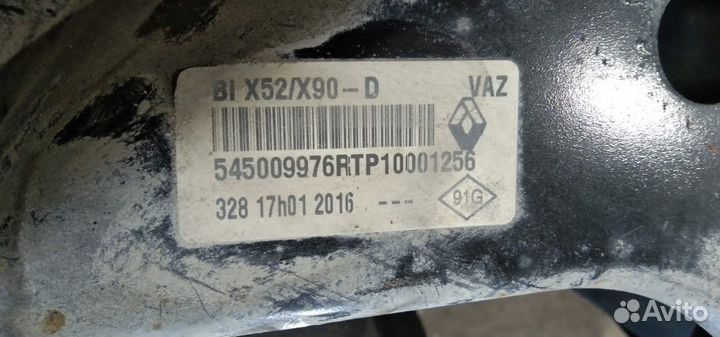 BI X52/X90-D
VAZ
545009976RTP10001256
328 17h01 2016 ---
91G
Avito